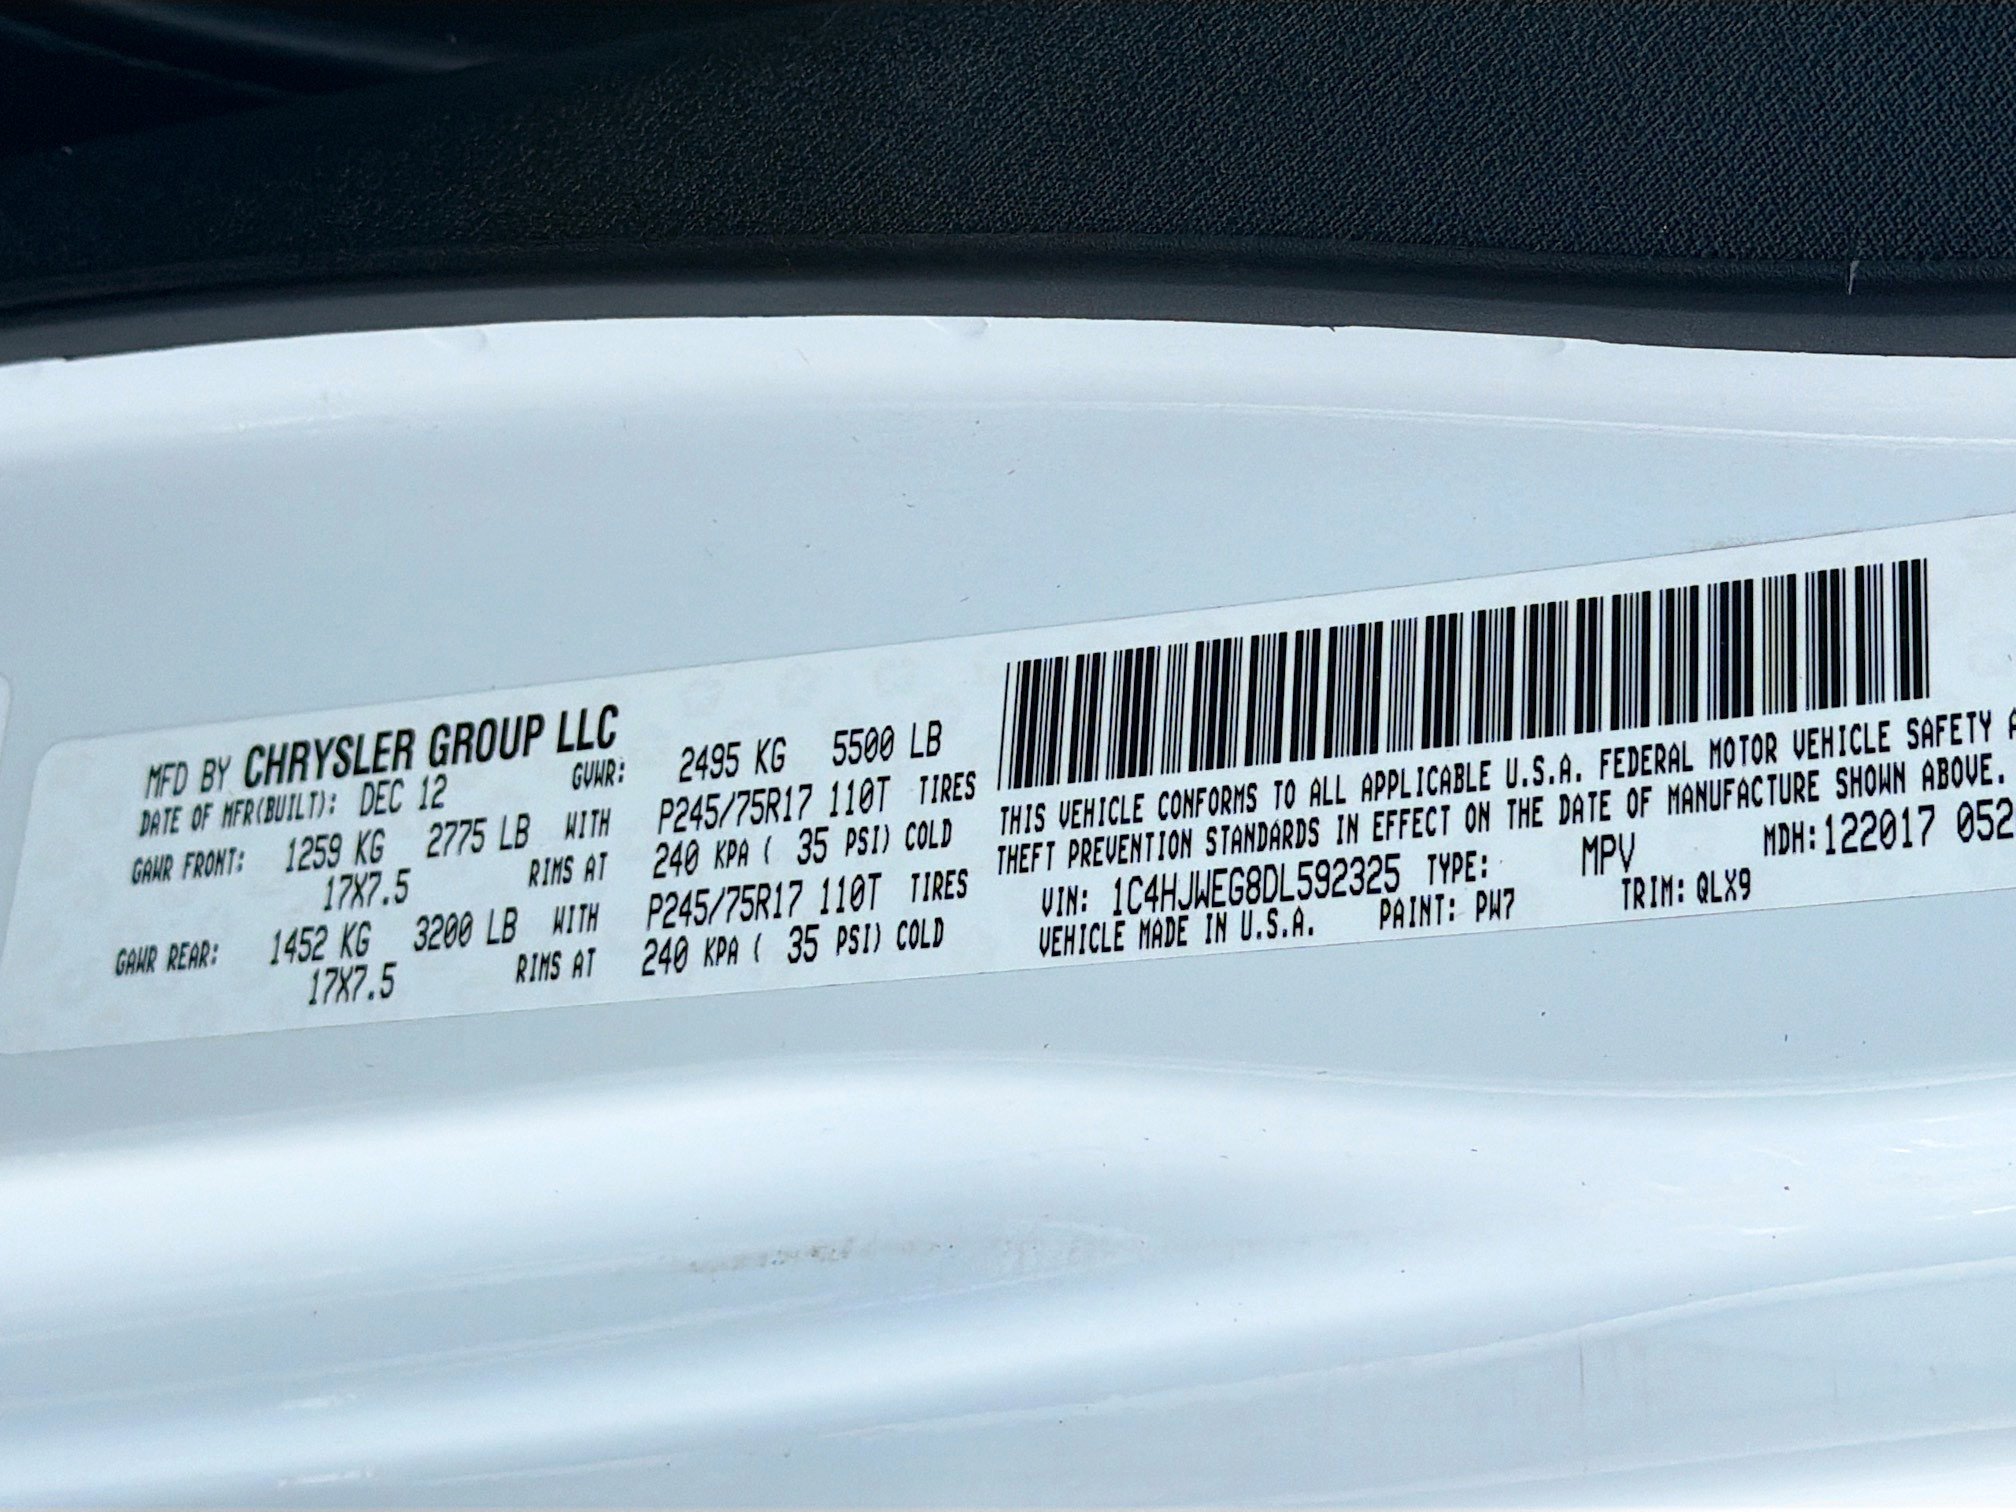 MFD BY CHRYSLER GROUP LLC
DATE OF MFR(BUILT): DEC 12 GVWR: 2495 KG 5500 LB
GAWR FRONT: 1259 KG 2775 LB WITH P245/75R17 110T TIRES
17X7.5 RIMS AT 240 KPA ( 35 PSI) COLD
GAWR REAR: 1452 KG 3200 LB WITH P245/75R17 110T TIRES
17X7.5 RIMS AT 240 KPA ( 35 PSI) COLD
THIS VEHICLE CONFORMS TO ALL APPLICABLE U.S.A. FEDERAL MOTOR VEHICLE SAFETY
THEFT PREVENTION STANDARDS IN EFFECT ON THE DATE OF MANUFACTURE SHOWN ABOVE.
VIN: 1C4HJWEG8DL592325 TYPE: MPV MDH:122017 052
VEHICLE MADE IN U.S.A. PAINT: PW7 TRIM: QLX9